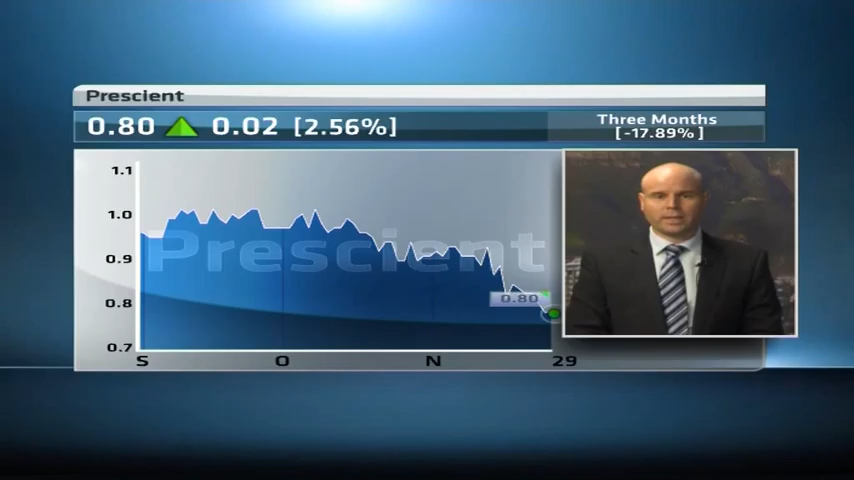 Prescient
0.80 0.02 [2.56%]
Three Months
[-17.89%]
1.1
1.0
0.9
0.8
0.7
Prescient
0.80
S O N 29